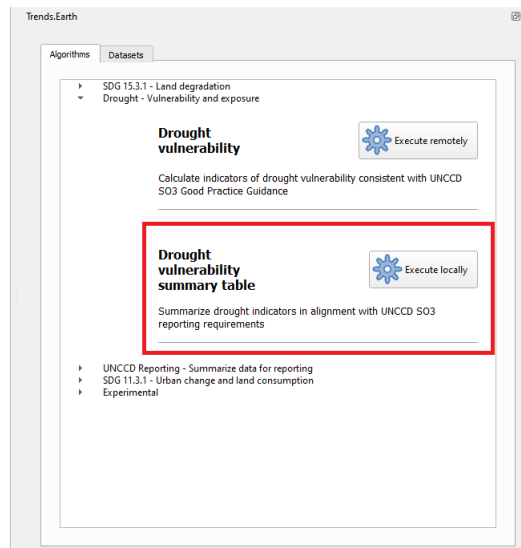 Trends.Earth
Algorithms Datasets
SDG 15.3.1 - Land degradation
Drought - Vulnerability and exposure
Drought
vulnerability
Execute remotely
Calculate indicators of drought vulnerability consistent with UNCCD
SO3 Good Practice Guidance
Drought
vulnerability
summary table
Execute locally
Summarize drought indicators in alignment with UNCCD SO3
reporting requirements
UNCCD Reporting - Summarize data for reporting
SDG 11.3.1 - Urban change and land consumption
Experimental